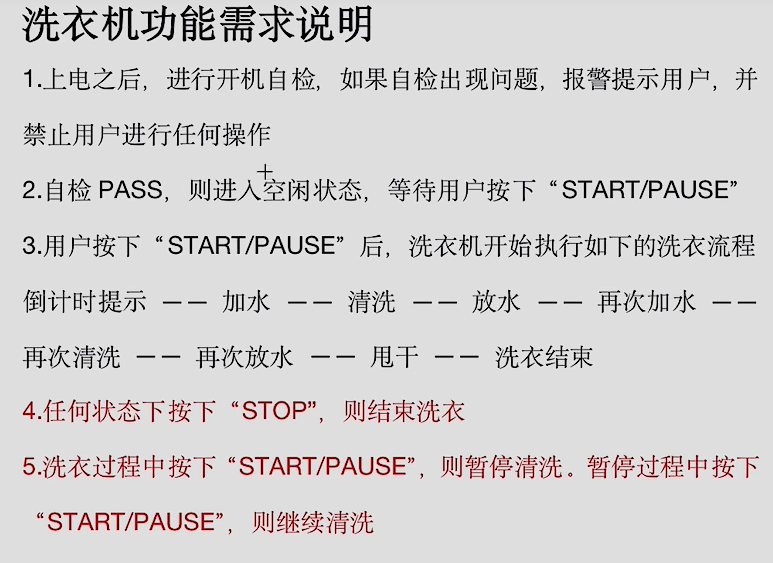 洗衣机功能需求说明
1.上电之后，进行开机自检，如果自检出现问题，报警提示用户，并
禁止用户进行任何操作
2.自检 PASS，则进入空闲状态，等待用户按下“START/PAUSE”
3.用户按下“START/PAUSE”后，洗衣机开始执行如下的洗衣流程
倒计时提示 —— 加水 —— 清洗 —— 放水 —— 再次加水 ——
再次清洗 —— 再次放水 —— 甩干 —— 洗衣结束
4.任何状态下按下“STOP”，则结束洗衣
5.洗衣过程中按下“START/PAUSE”，则暂停清洗。暂停过程中按下
“START/PAUSE”，则继续清洗